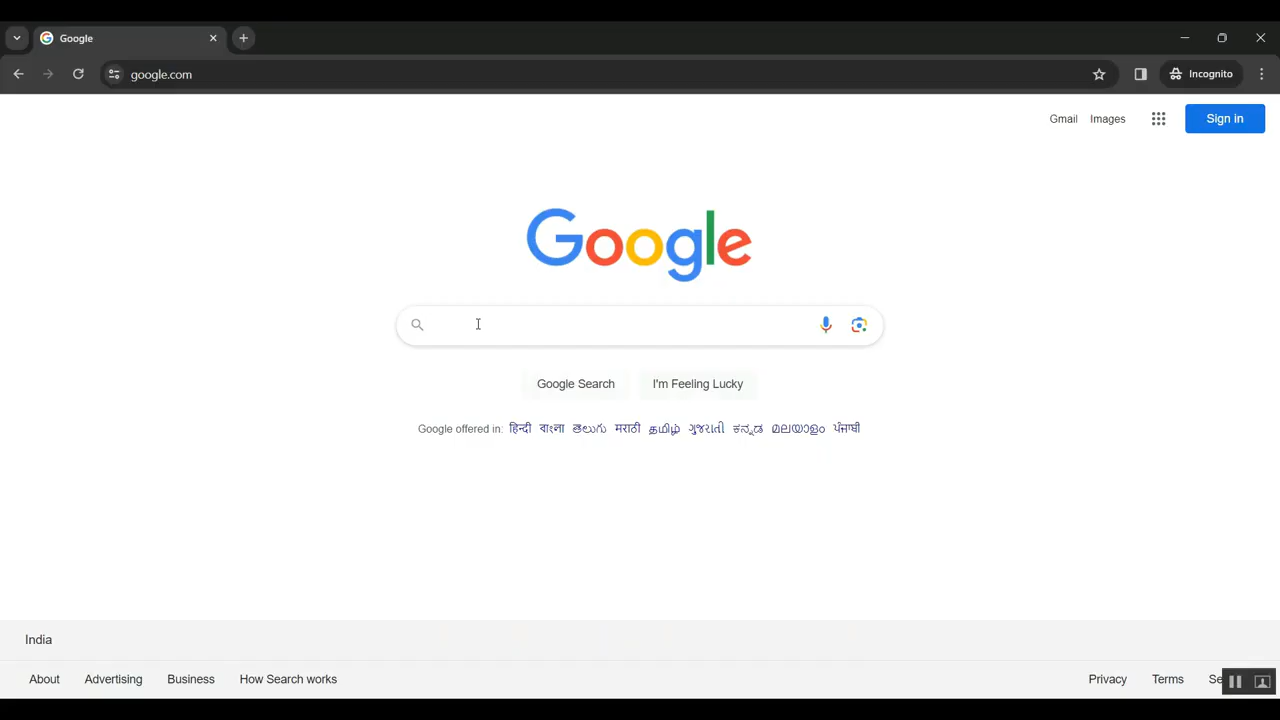 Google
google.com
Incognito
Gmail Images Sign in
Google
Google Search I'm Feeling Lucky
Google offered in: हिन्दी বাংলা తెలుగు मराठी தமிழ் ગુજરાતી ಕನ್ನಡ മലയാളം ਪੰਜਾਬੀ
India
About Advertising Business How Search works Privacy Terms Se